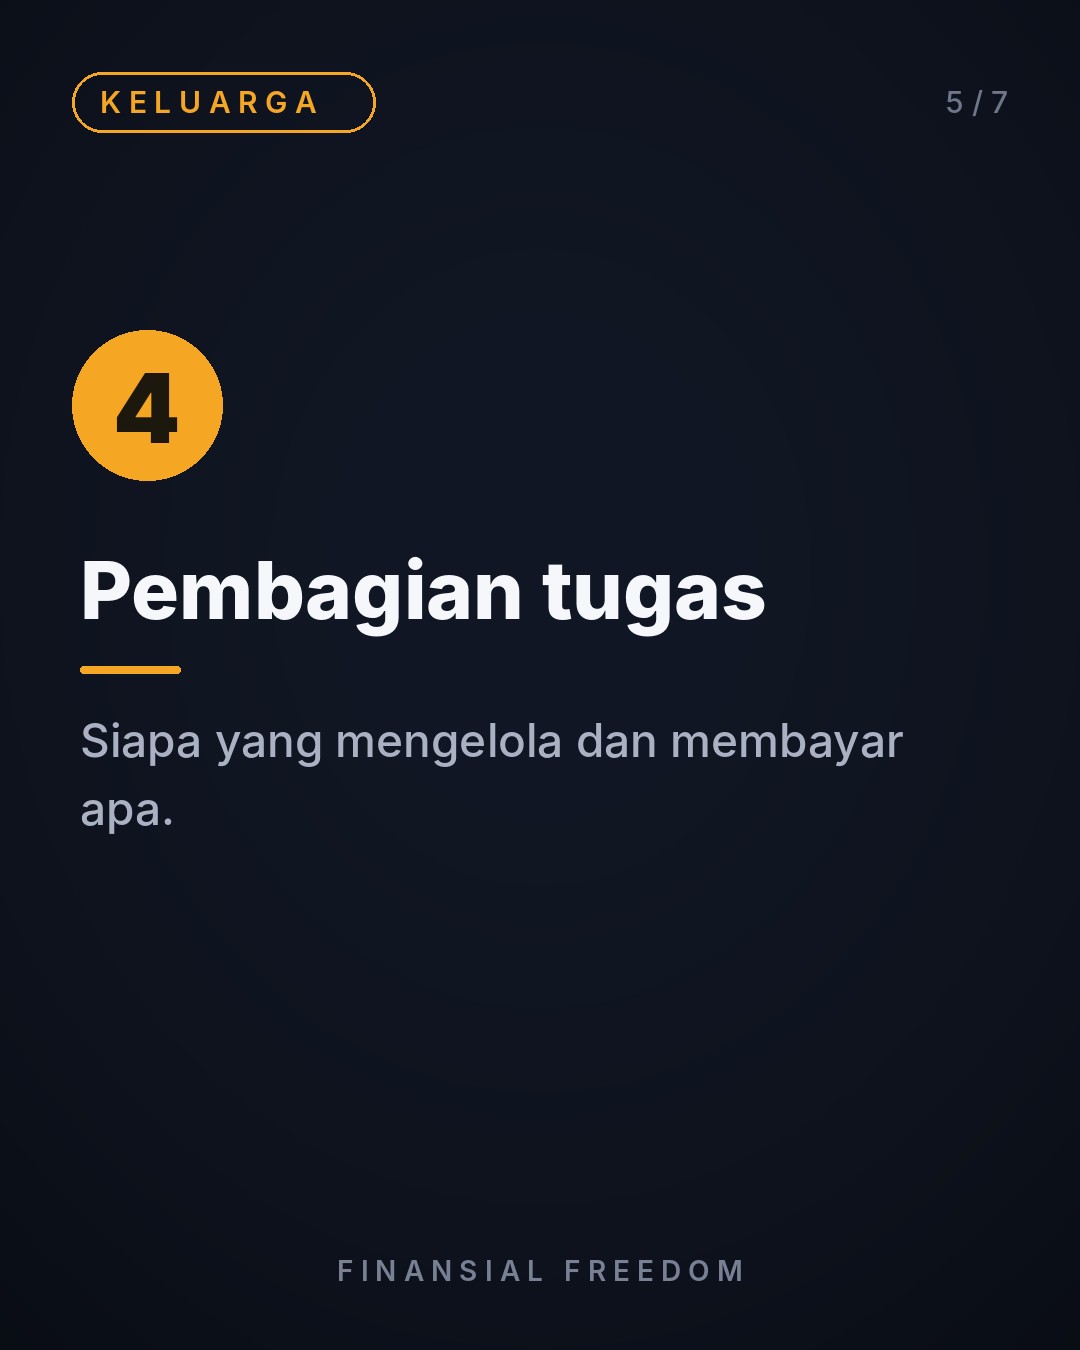 KELUARGA
5 / 7
4
Pembagian tugas
Siapa yang mengelola dan membayar
apa.
FINANSIAL FREEDOM